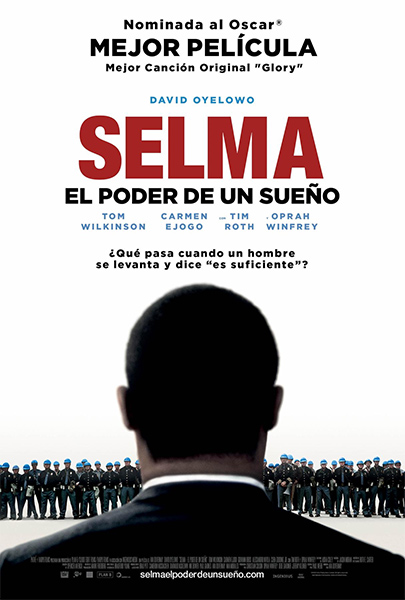 Nominada al Oscar®
MEJOR PELÍCULA
Mejor Canción Original "Glory"
DAVID OYELOWO
SELMA
EL PODER DE UN SUEÑO
TOM WILKINSON CARMEN EJOGO CON TIM ROTH Y OPRAH WINFREY
¿Qué pasa cuando un hombre
se levanta y dice “es suficiente”?
selmaelpoderdeunsueño.com